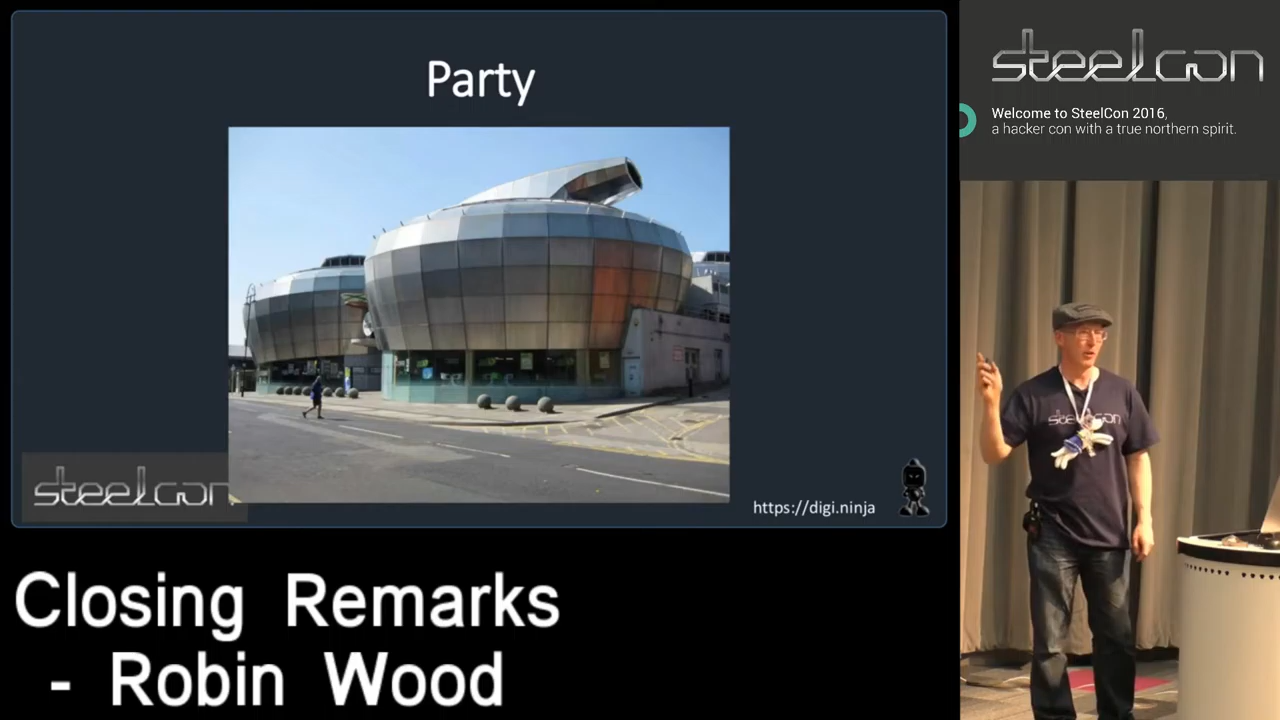 Party
steelcon
https://digi.ninja
steelcon
Welcome to SteelCon 2016,
a hacker con with a true northern spirit.
steelcon
Closing Remarks
- Robin Wood